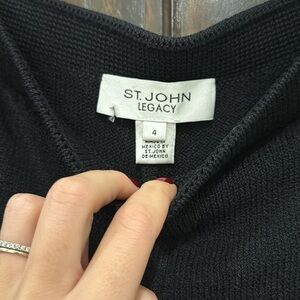 ST. JOHN
LEGACY
4
MEXICO BY
ST. JOHN
DE MEXICO